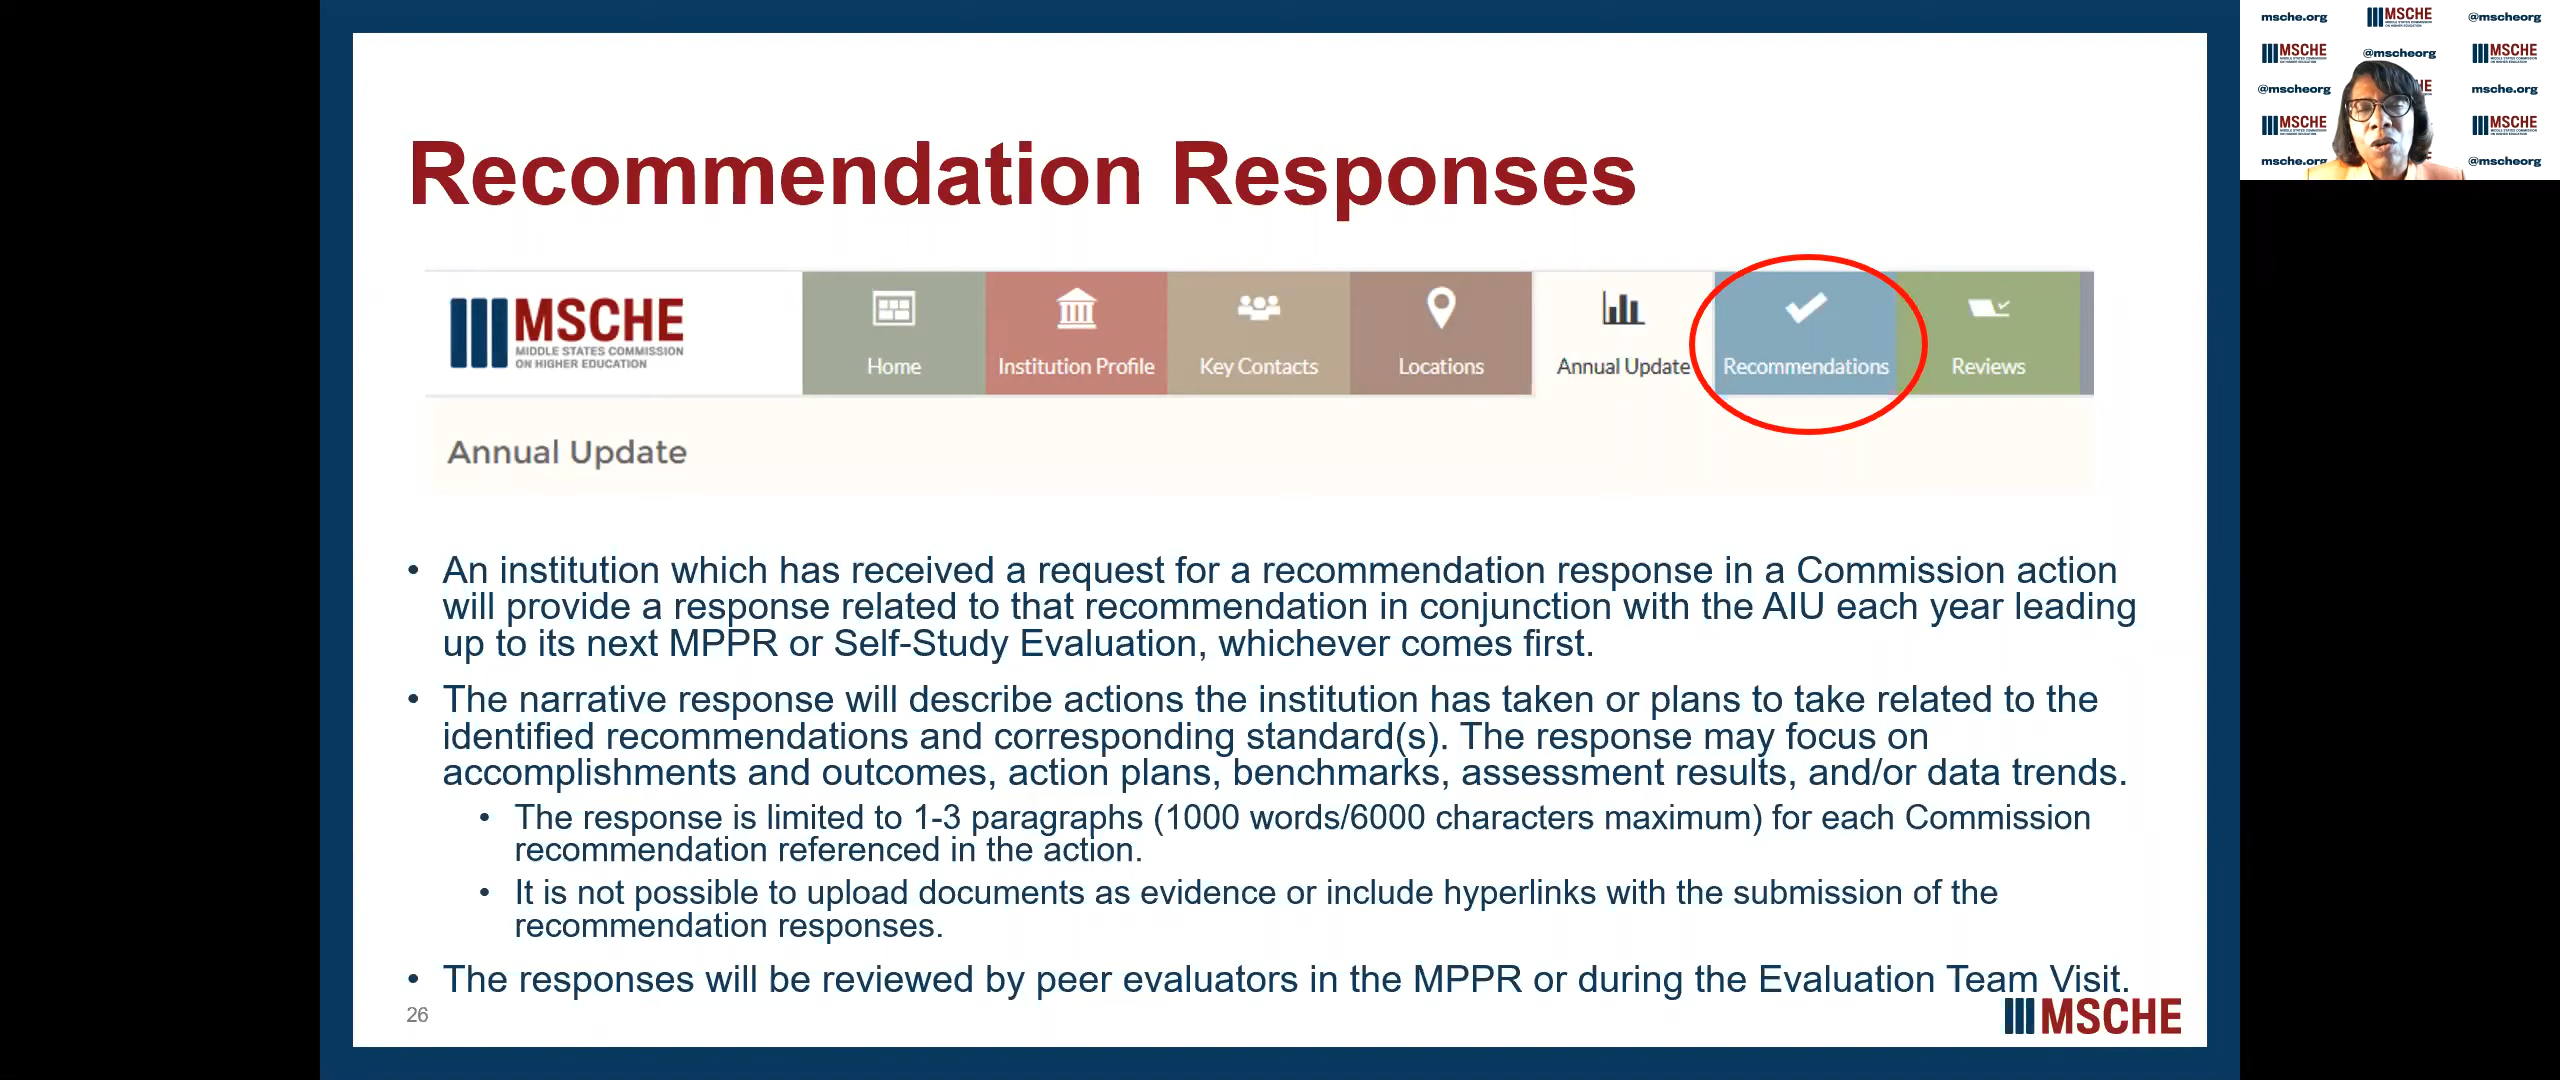 Recommendation Responses
MSCHE
MIDDLE STATES COMMISSION
ON HIGHER EDUCATION
Home
Institution Profile
Key Contacts
Locations
Annual Update
Recommendations
Reviews
Annual Update
• An institution which has received a request for a recommendation response in a Commission action
will provide a response related to that recommendation in conjunction with the AIU each year leading
up to its next MPPR or Self-Study Evaluation, whichever comes first.
• The narrative response will describe actions the institution has taken or plans to take related to the
identified recommendations and corresponding standard(s). The response may focus on
accomplishments and outcomes, action plans, benchmarks, assessment results, and/or data trends.
• The response is limited to 1-3 paragraphs (1000 words/6000 characters maximum) for each Commission
recommendation referenced in the action.
• It is not possible to upload documents as evidence or include hyperlinks with the submission of the
recommendation responses.
• The responses will be reviewed by peer evaluators in the MPPR or during the Evaluation Team Visit.
26
MSCHE
msche.org MSCHE @mscheorg
MSCHE @mscheorg MSCHE
@mscheorg msche.org
MSCHE MSCHE
msche.org @mscheorg